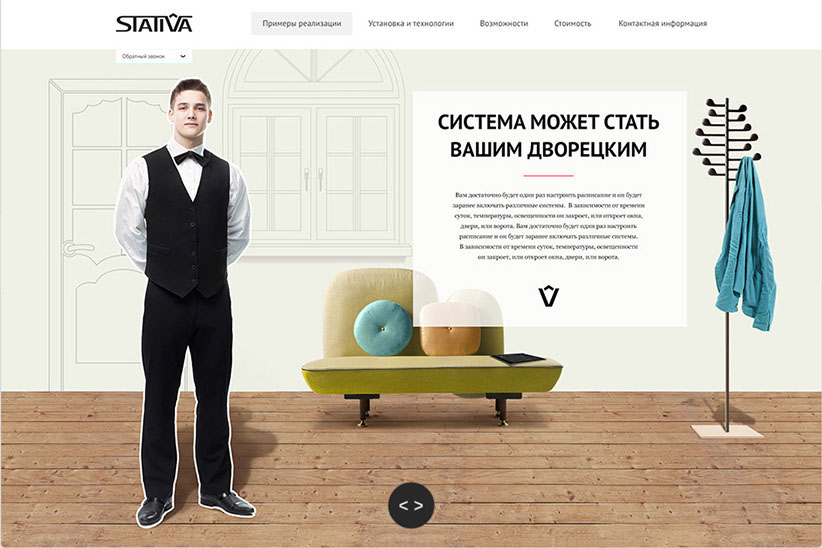 STATIVA
Примеры реализации
Установка и технологии
Возможности
Стоимость
Контактная информация
Обратный звонок
СИСТЕМА МОЖЕТ СТАТЬ
ВАШИМ ДВОРЕЦКИМ
Вам достаточно будет один раз настроить расписание и он будет
заранее включать различные системы. В зависимости от времени
суток, температуры, освещенности он закроет, или откроет окна,
двери, или ворота. Вам достаточно будет один раз настроить
расписание и он будет заранее включать различные системы.
В зависимости от времени суток, температуры, освещенности
он закроет, или откроет окна, двери, или ворота.